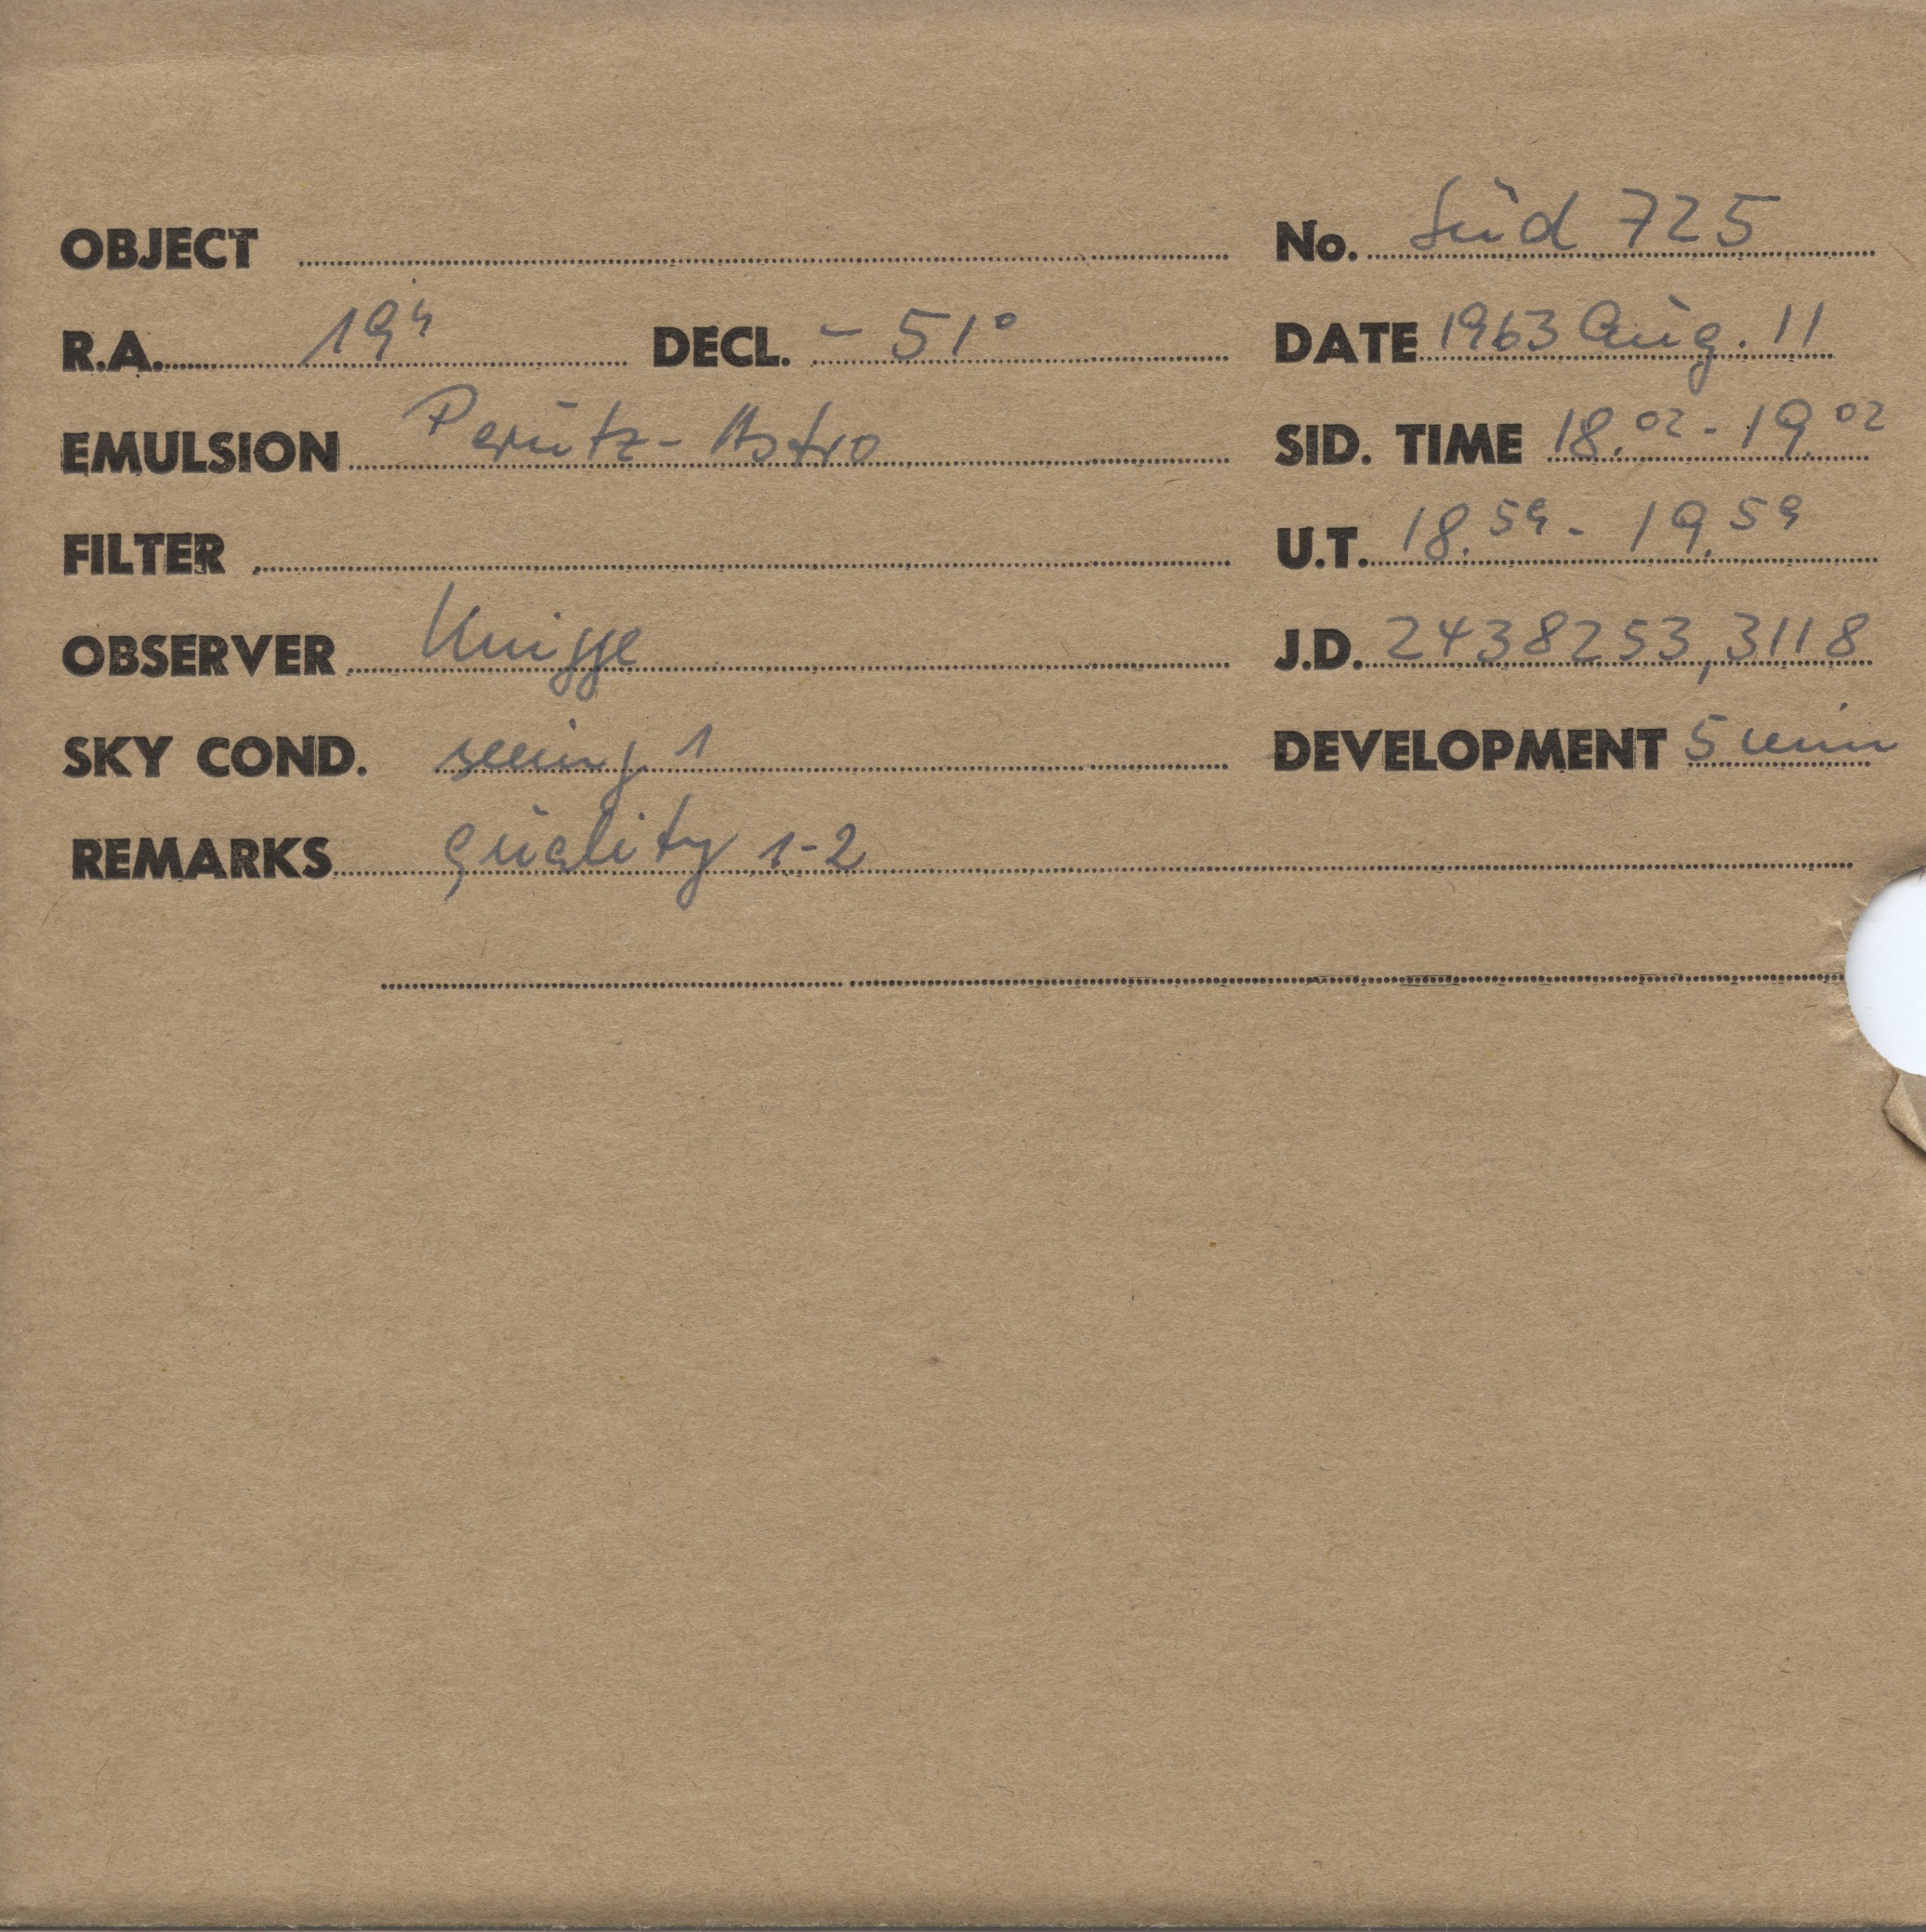 OBJECT No. Süd 725
R.A. 19h DECL. - 51° DATE 1963 Aug. 11
EMULSION Perutz-Astro SID. TIME 18.02 - 19.02
FILTER U.T. 18.59 - 19.59
OBSERVER Knigge J.D. 2438253,3118
SKY COND. seeing 1 DEVELOPMENT 5 min
REMARKS quality 1-2